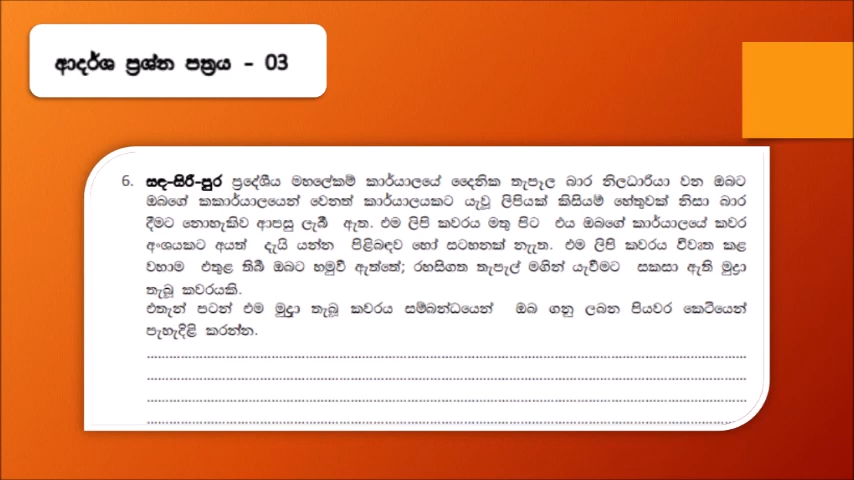 ආදර්ශ ප්‍රශ්න පත්‍රය - 03
6. සඳ-සිරි-පුර ප්‍රදේශීය මහලේකම් කාර්යාලයේ දෛනික තැපෑල බාර නිලධාරියා වන ඔබට
ඔබගේ කකාර්යාලයෙන් වෙනත් කාර්යාලයකට යැවූ ලිපියක් කිසියම් හේතුවක් නිසා බාර
දීමට නොහැකිව ආපසු ලැබී ඇත. එම ලිපි කවරය මතු පිට එය ඔබගේ කාර්යාලයේ කවර
අංශයකට අයත් දැයි යන්න පිළිබඳව හෝ සටහනක් නැත. එම ලිපි කවරය විවෘත කළ
වහාම එතුළ තිබී ඔබට හමුවී ඇත්තේ; රහසිගත තැපැල් මගින් යැවීමට සකසා ඇති මුද්‍රා
තැබූ කවරයකි.
එතැන් පටන් එම මුද්‍රා තැබූ කවරය සම්බන්ධයෙන් ඔබ ගනු ලබන පියවර කෙටියෙන්
පැහැදිළි කරන්න.